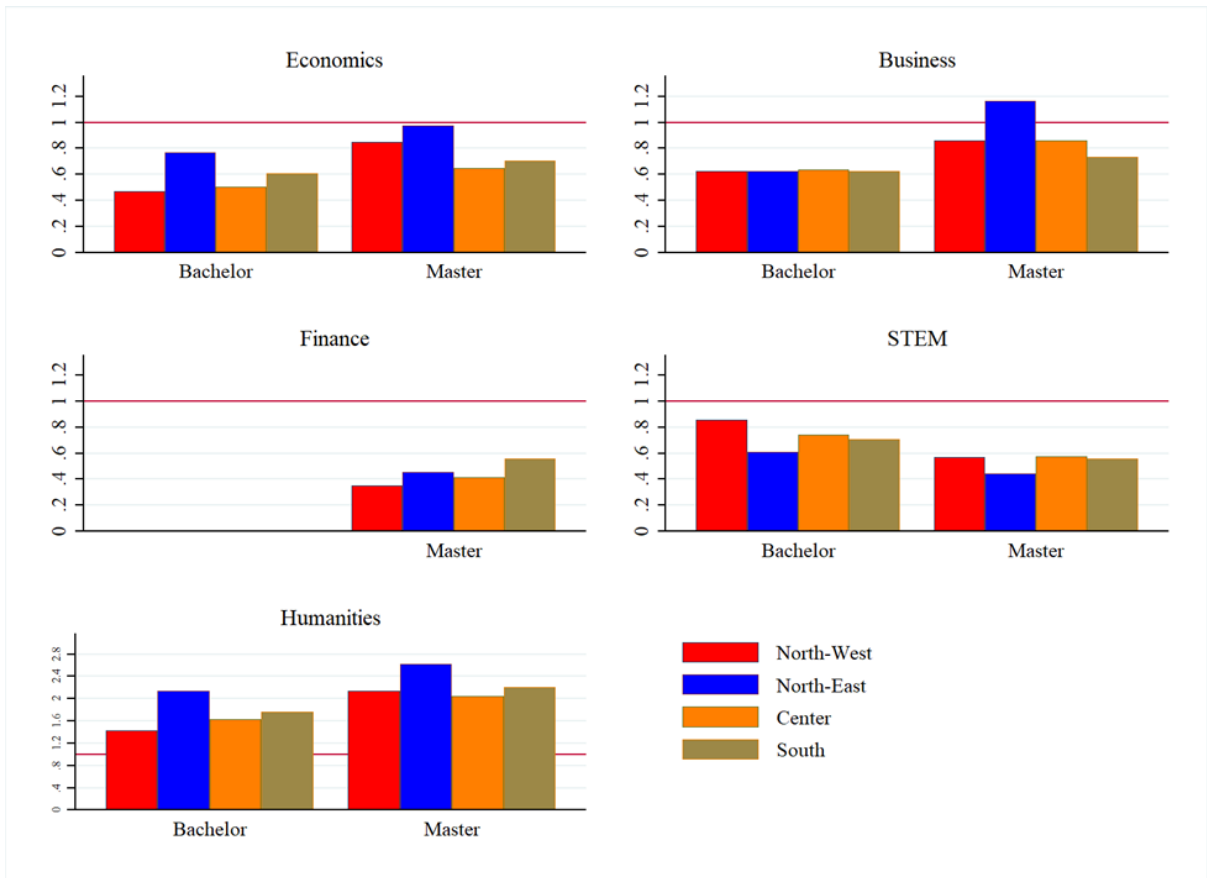 Economics
1.2
1
.8
.6
.4
.2
0
Bachelor Master
Business
1.2
1
.8
.6
.4
.2
0
Bachelor Master
Finance
1.2
1
.8
.6
.4
.2
0
Master
STEM
1.2
1
.8
.6
.4
.2
0
Bachelor Master
Humanities
2.8
2.4
2
1.6
1.2
.8
.4
0
Bachelor Master
North-West
North-East
Center
South